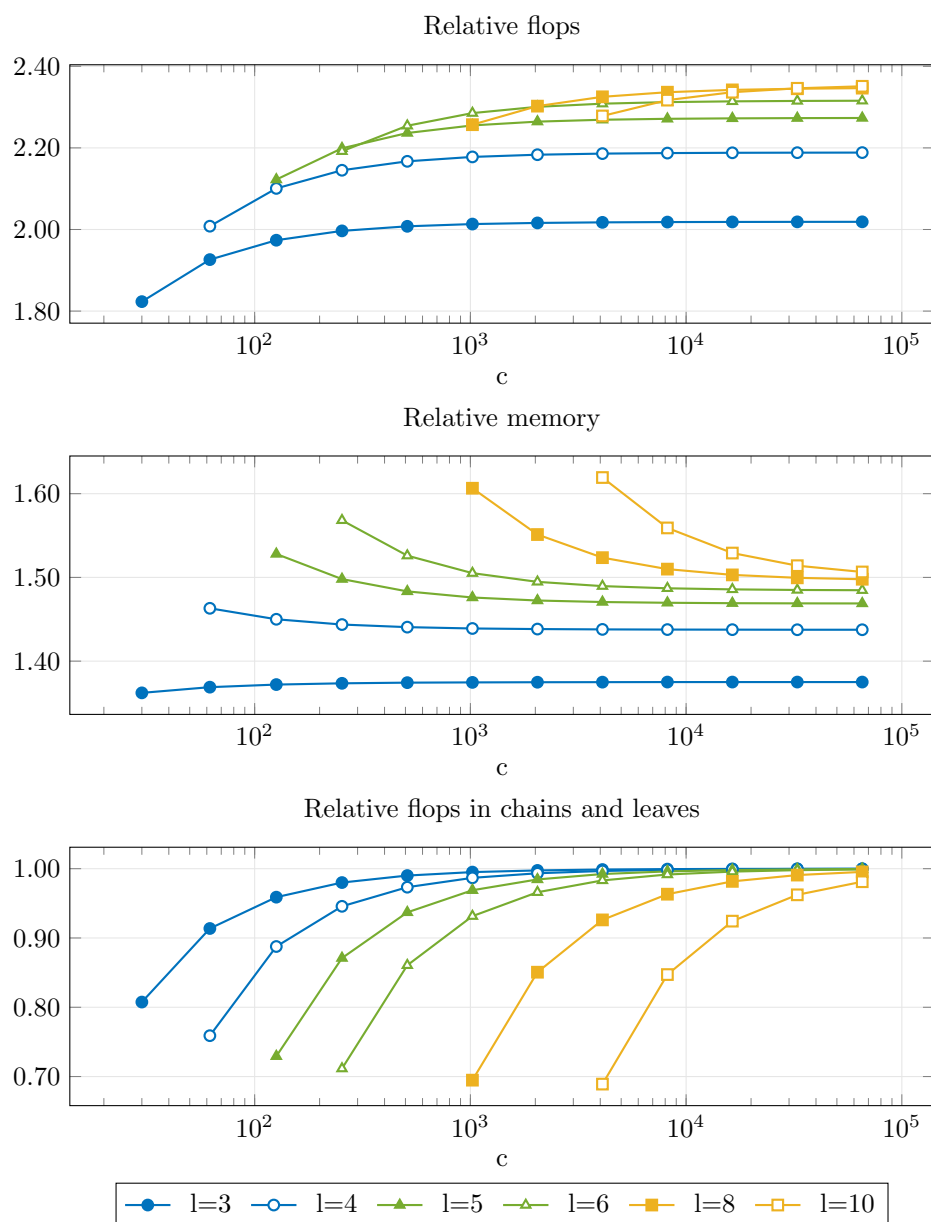 Relative flops
2.40
2.20
2.00
1.80
10^2 10^3 10^4 10^5
c
Relative memory
1.60
1.50
1.40
10^2 10^3 10^4 10^5
c
Relative flops in chains and leaves
1.00
0.90
0.80
0.70
10^2 10^3 10^4 10^5
c
l=3 l=4 l=5 l=6 l=8 l=10